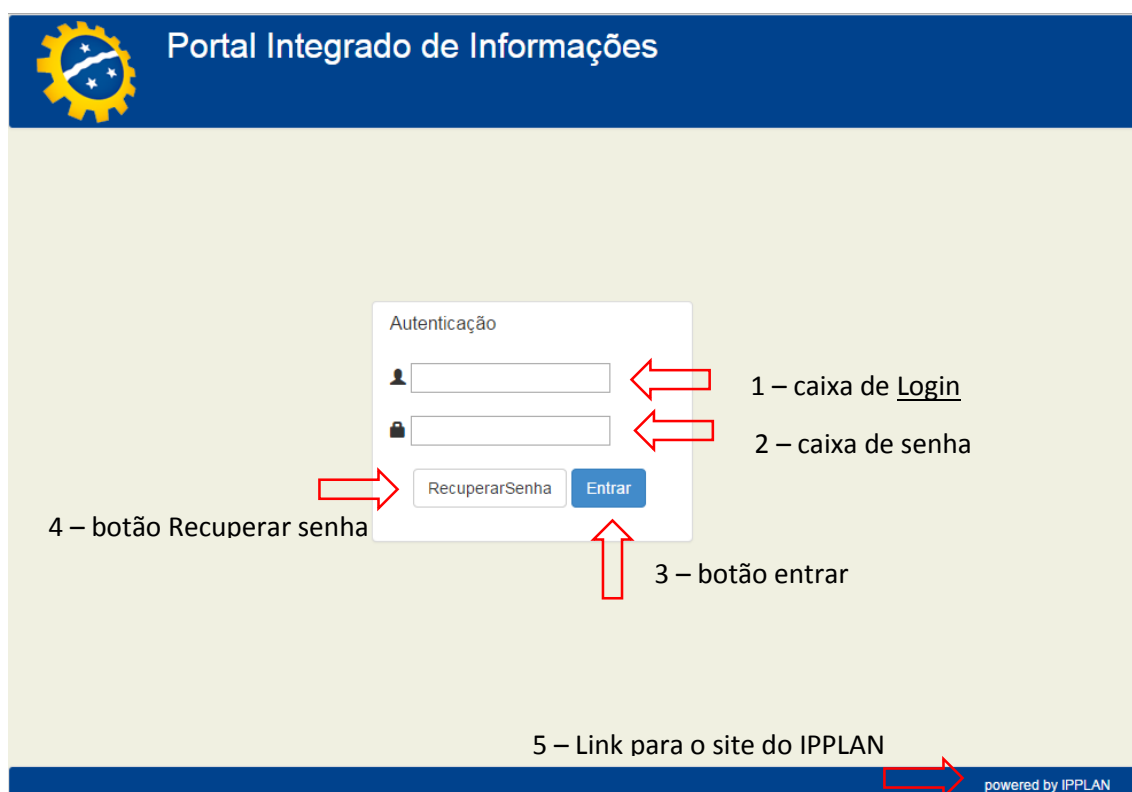 Portal Integrado de Informações
Autenticação
1 – caixa de Login
2 – caixa de senha
RecuperarSenha Entrar
4 – botão Recuperar senha
3 – botão entrar
5 – Link para o site do IPPLAN
powered by IPPLAN